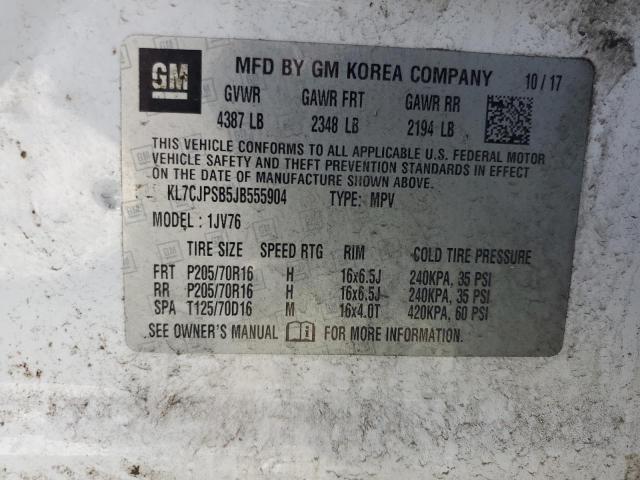 GM MFD BY GM KOREA COMPANY 10 / 17
GVWR GAWR FRT GAWR RR
4387 LB 2348 LB 2194 LB
THIS VEHICLE CONFORMS TO ALL APPLICABLE U.S. FEDERAL MOTOR
VEHICLE SAFETY AND THEFT PREVENTION STANDARDS IN EFFECT
ON THE DATE OF MANUFACTURE SHOWN ABOVE.
KL7CJPSB5JB555904 TYPE: MPV
MODEL : 1JV76
TIRE SIZE SPEED RTG RIM COLD TIRE PRESSURE
FRT P205/70R16 H 16x6.5J 240KPA, 35 PSI
RR P205/70R16 H 16x6.5J 240KPA, 35 PSI
SPA T125/70D16 M 16x4.0T 420KPA, 60 PSI
SEE OWNER'S MANUAL FOR MORE INFORMATION